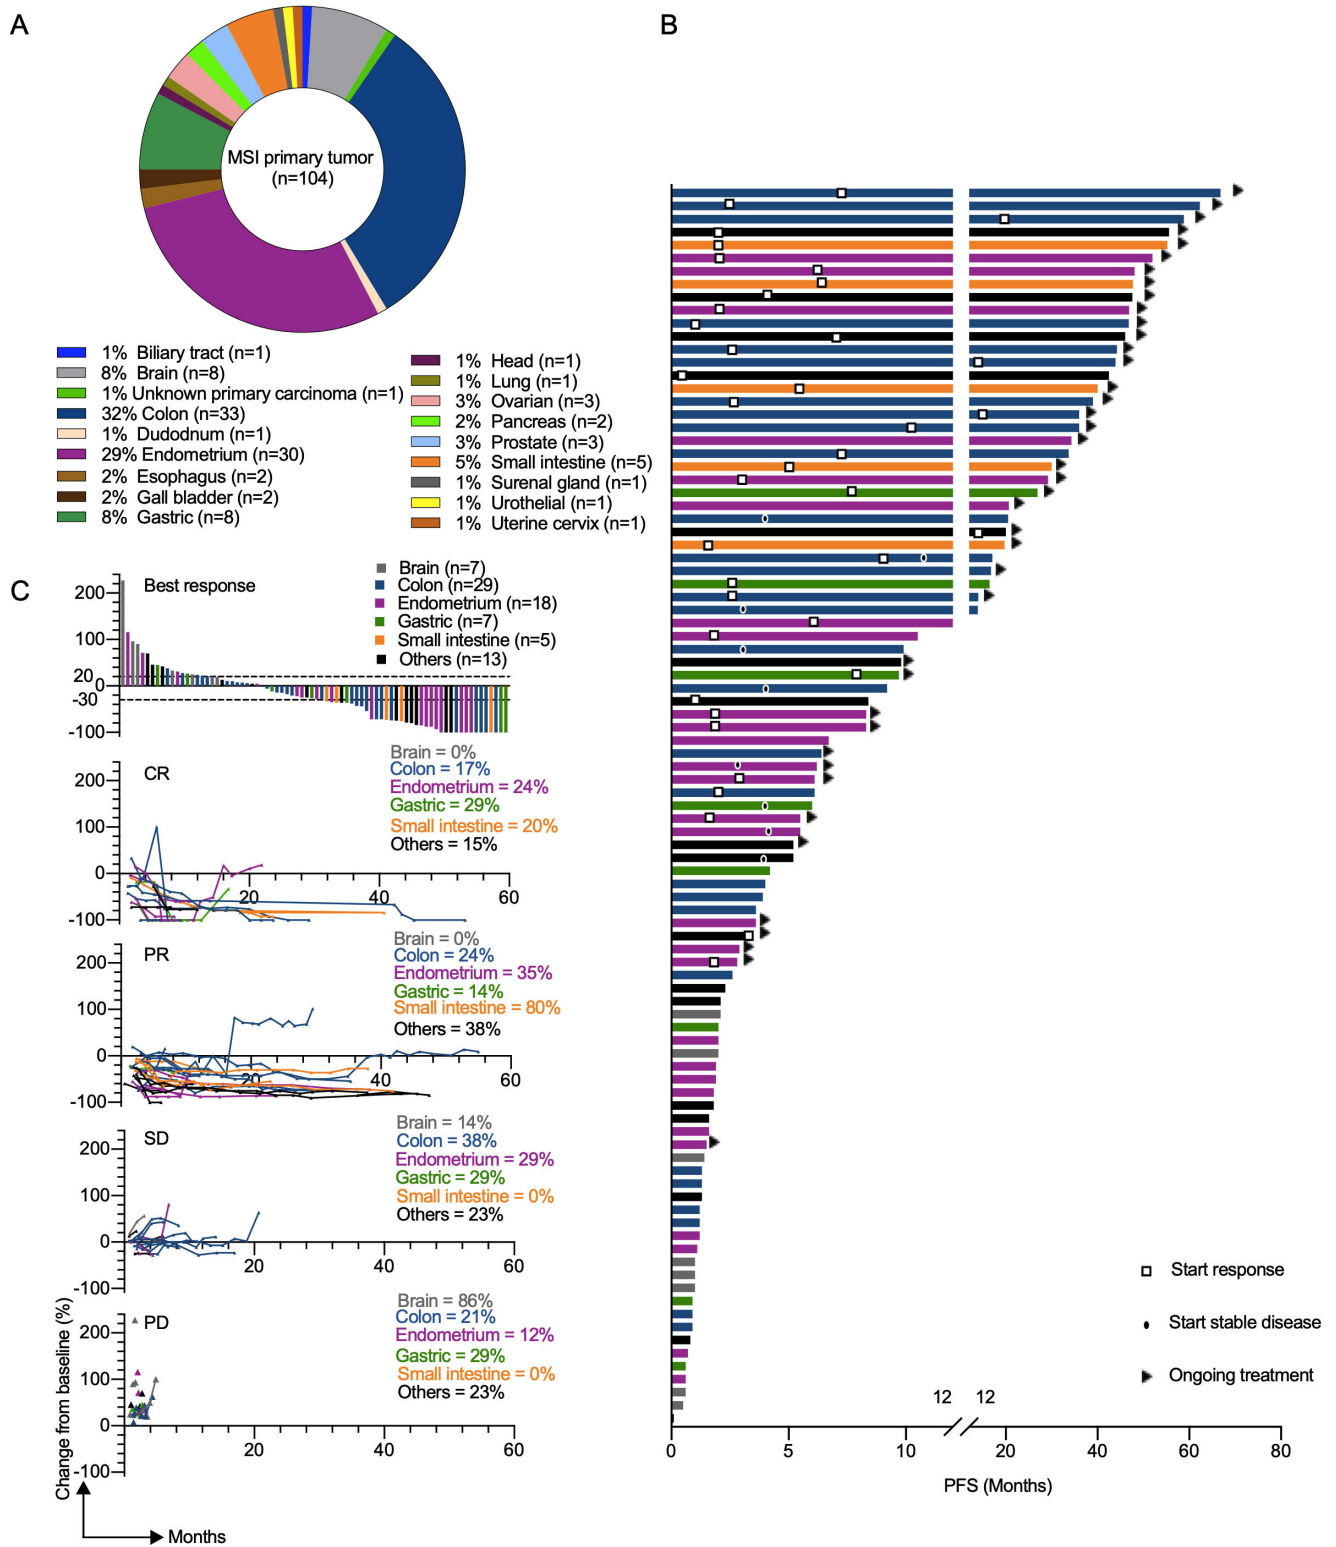 A
B
MSI primary tumor
(n=104)
1% Biliary tract (n=1)
8% Brain (n=8)
1% Unknown primary carcinoma (n=1)
32% Colon (n=33)
1% Dudodnum (n=1)
29% Endometrium (n=30)
2% Esophagus (n=2)
2% Gall bladder (n=2)
8% Gastric (n=8)
1% Head (n=1)
1% Lung (n=1)
3% Ovarian (n=3)
2% Pancreas (n=2)
3% Prostate (n=3)
5% Small intestine (n=5)
1% Surenal gland (n=1)
1% Urothelial (n=1)
1% Uterine cervix (n=1)
C
Best response
Brain (n=7)
Colon (n=29)
Endometrium (n=18)
Gastric (n=7)
Small intestine (n=5)
Others (n=13)
200
100
20
0
-30
-100
CR
Brain = 0%
Colon = 17%
Endometrium = 24%
Gastric = 29%
Small intestine = 20%
Others = 15%
200
100
0
-100
20
40
60
PR
Brain = 0%
Colon = 24%
Endometrium = 35%
Gastric = 14%
Small intestine = 80%
Others = 38%
200
100
0
-100
20
40
60
SD
Brain = 14%
Colon = 38%
Endometrium = 29%
Gastric = 29%
Small intestine = 0%
Others = 23%
200
100
0
-100
20
40
60
PD
Brain = 86%
Colon = 21%
Endometrium = 12%
Gastric = 29%
Small intestine = 0%
Others = 23%
200
100
0
-100
20
40
60
Change from baseline (%)
Months
Start response
Start stable disease
Ongoing treatment
12
12
0
5
10
20
40
60
80
PFS (Months)